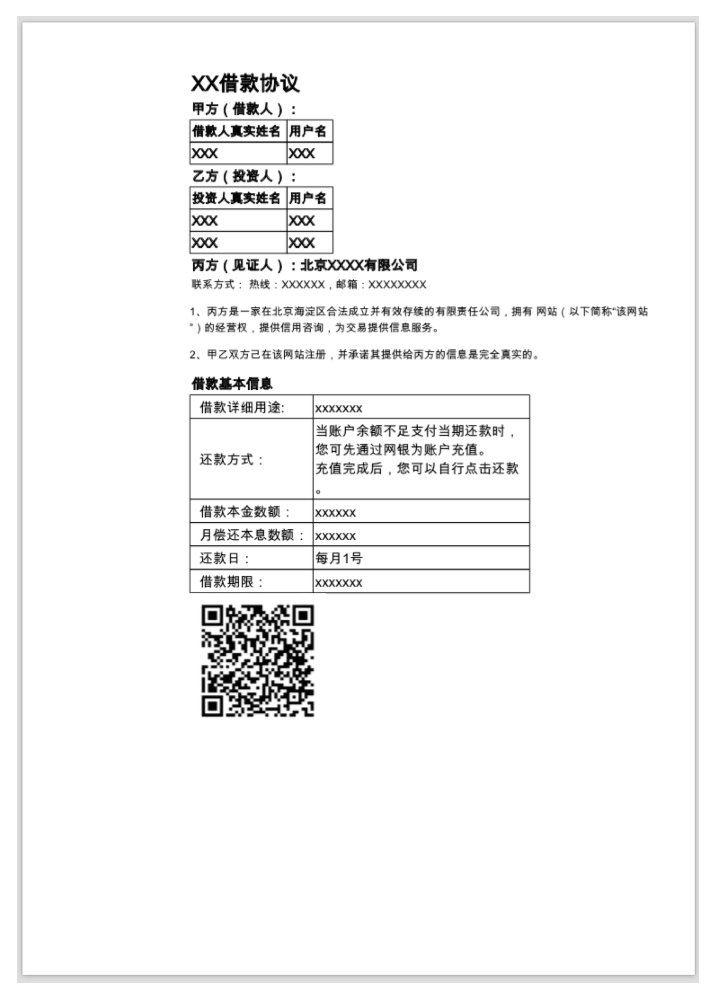 XX借款协议
甲方（借款人）：
借款人真实姓名 用户名
XXX XXX
乙方（投资人）：
投资人真实姓名 用户名
XXX XXX
XXX XXX
丙方（见证人）：北京XXXX有限公司
联系方式： 热线：XXXXXX，邮箱：XXXXXXXX
1、丙方是一家在北京海淀区合法成立并有效存续的有限责任公司，拥有 网站（以下简称“该网站
”）的经营权，提供信用咨询，为交易提供信息服务。
2、甲乙双方己在该网站注册，并承诺其提供给丙方的信息是完全真实的。
借款基本信息
借款详细用途: xxxxxxx
还款方式： 当账户余额不足支付当期还款时，
您可先通过网银为账户充值。
充值完成后，您可以自行点击还款
。
借款本金数额： xxxxxx
月偿还本息数额： xxxxxx
还款日： 每月1号
借款期限： xxxxxxx